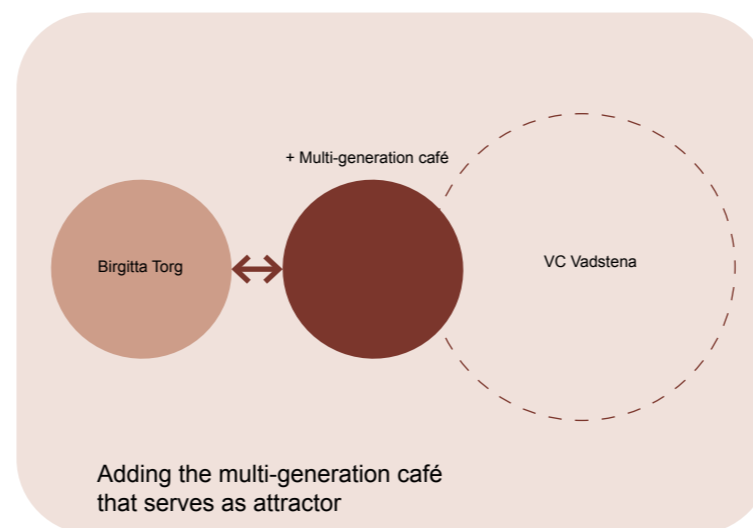 + Multi-generation café
Birgitta Torg
VC Vadstena
Adding the multi-generation café
that serves as attractor